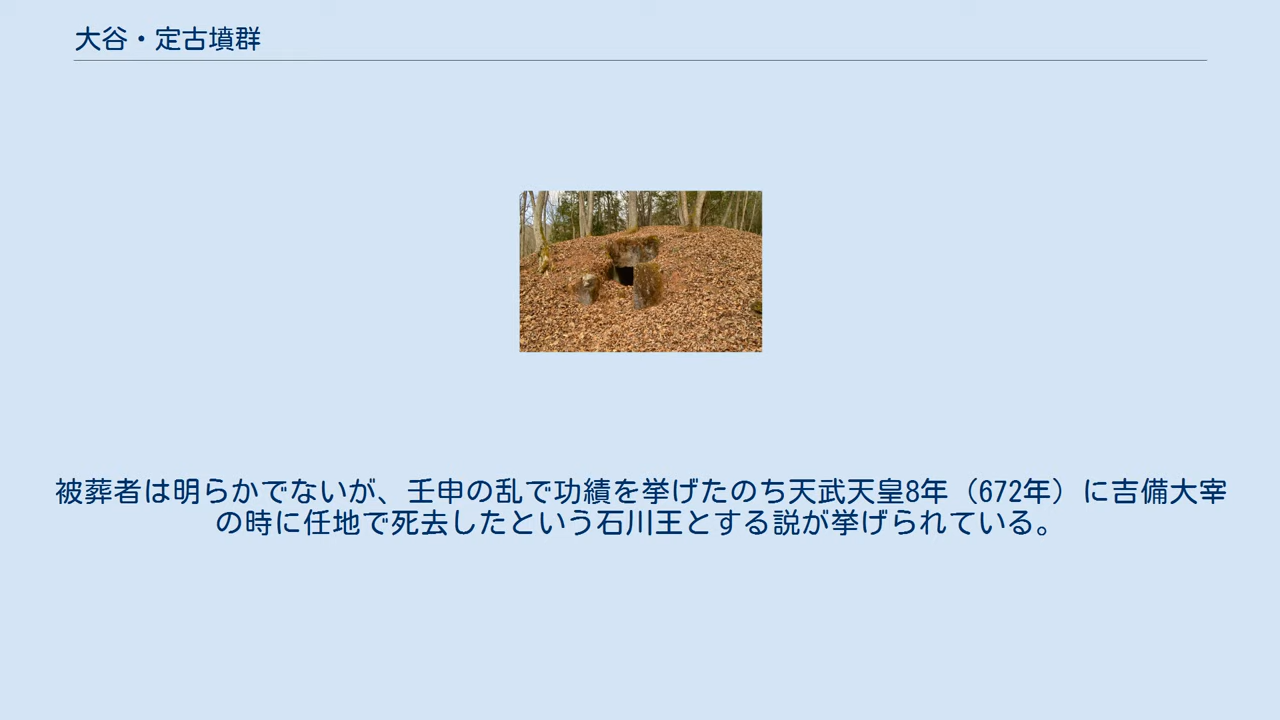 大谷・定古墳群
被葬者は明らかでないが、壬申の乱で功績を挙げたのち天武天皇8年（672年）に吉備大宰
の時に任地で死去したという石川王とする説が挙げられている。